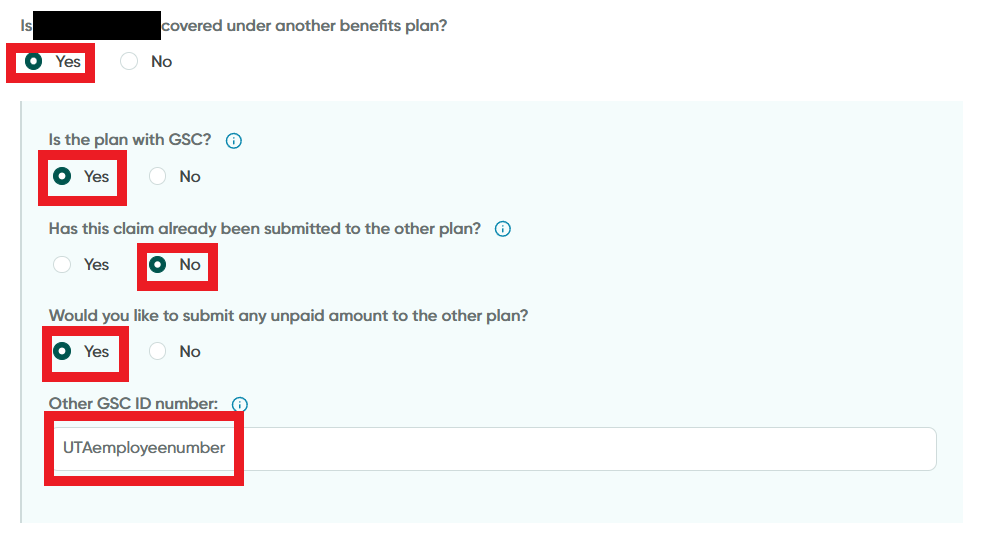 Is covered under another benefits plan?
Yes No
Is the plan with GSC?
Yes No
Has this claim already been submitted to the other plan?
Yes No
Would you like to submit any unpaid amount to the other plan?
Yes No
Other GSC ID number:
UTAemployeenumber